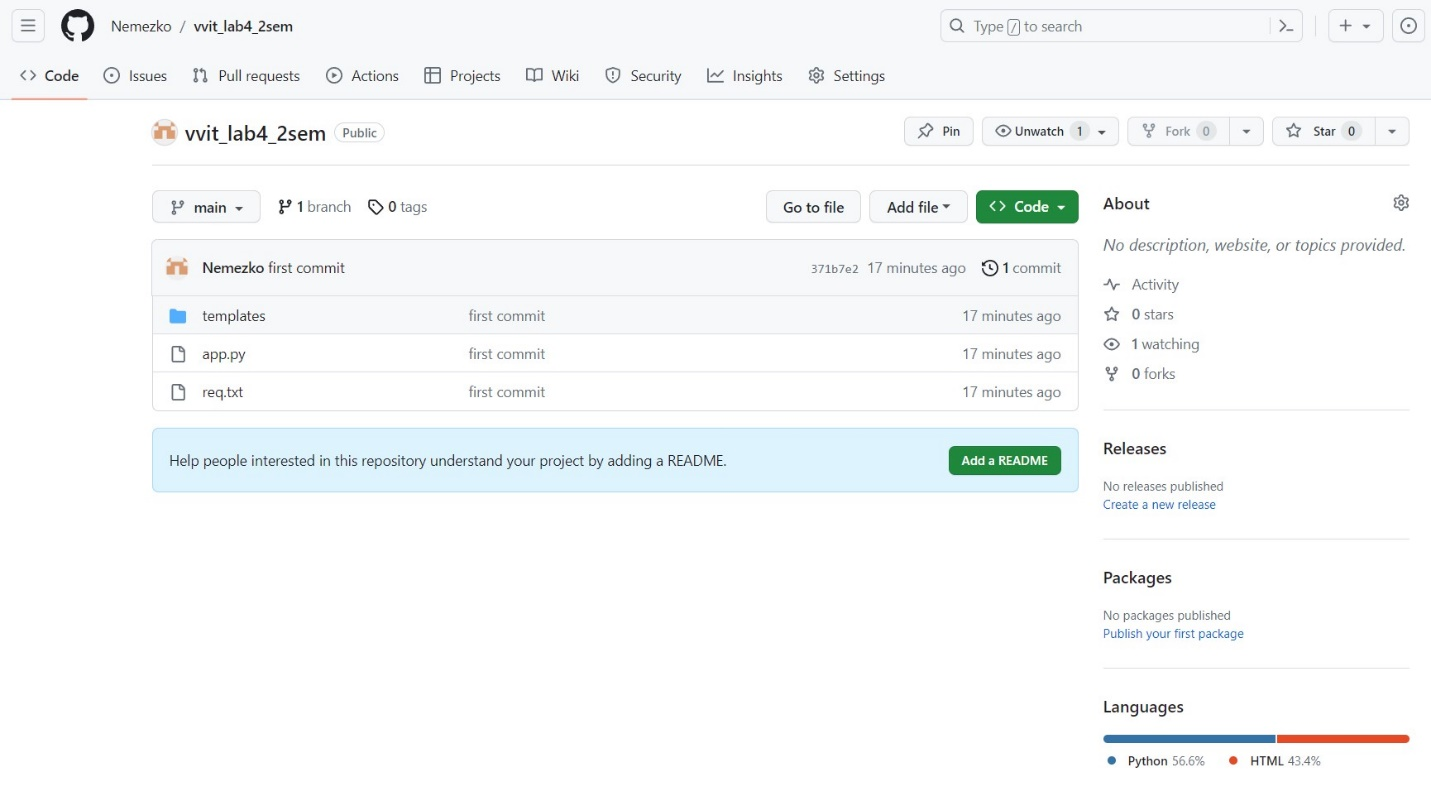 Nemezko / vvit_lab4_2sem
Type / to search
Code Issues Pull requests Actions Projects Wiki Security Insights Settings
vvit_lab4_2sem Public
Pin Unwatch 1 Fork 0 Star 0
main 1 branch 0 tags Go to file Add file Code
Nemezko first commit 371b7e2 17 minutes ago 1 commit
templates first commit 17 minutes ago
app.py first commit 17 minutes ago
req.txt first commit 17 minutes ago
Help people interested in this repository understand your project by adding a README. Add a README
About
No description, website, or topics provided.
Activity
0 stars
1 watching
0 forks
Releases
No releases published
Create a new release
Packages
No packages published
Publish your first package
Languages
Python 56.6% HTML 43.4%